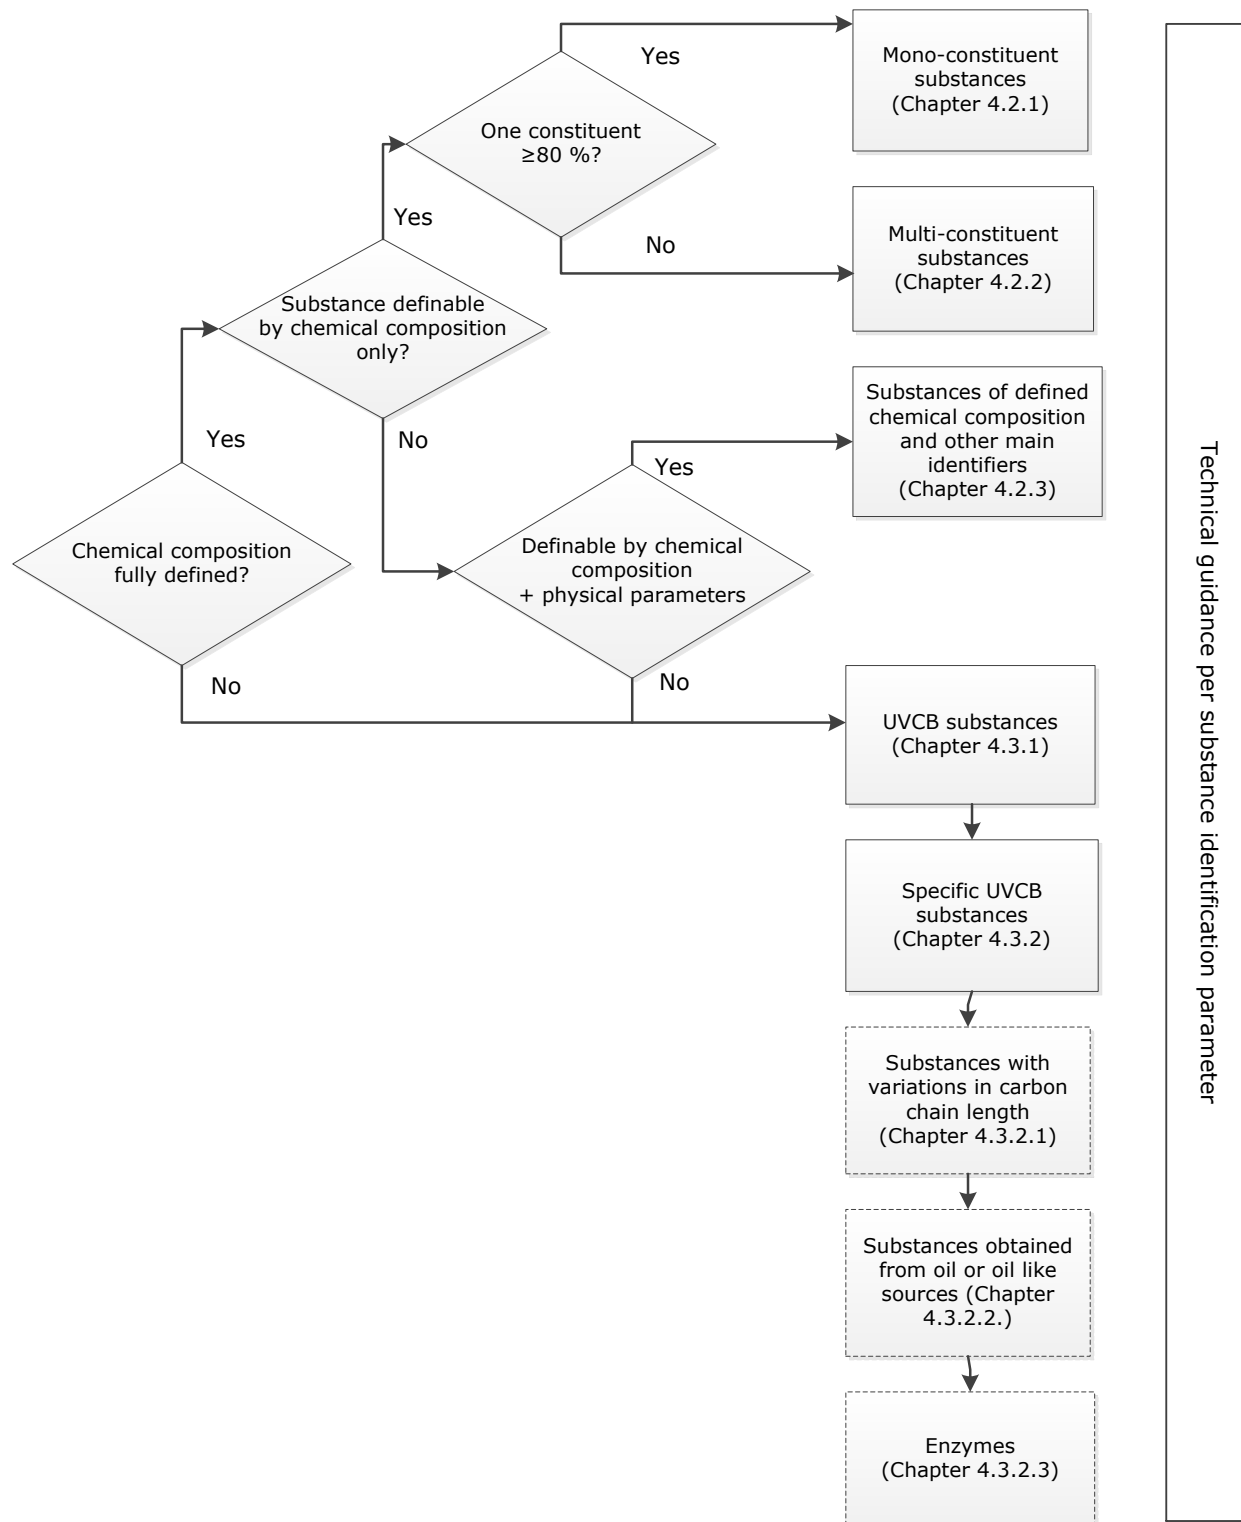 Yes
Mono-constituent
substances
(Chapter 4.2.1)
One constituent
≥80 %?
Yes
No
Multi-constituent
substances
(Chapter 4.2.2)
Substance definable
by chemical composition
only?
Yes
No
Substances of defined
chemical composition
and other main
identifiers
(Chapter 4.2.3)
Yes
Chemical composition
fully defined?
Definable by chemical
composition
+ physical parameters
No
No
UVCB substances
(Chapter 4.3.1)
Specific UVCB
substances
(Chapter 4.3.2)
Substances with
variations in carbon
chain length
(Chapter 4.3.2.1)
Substances obtained
from oil or oil like
sources (Chapter
4.3.2.2.)
Enzymes
(Chapter 4.3.2.3)
Technical guidance per substance identification parameter